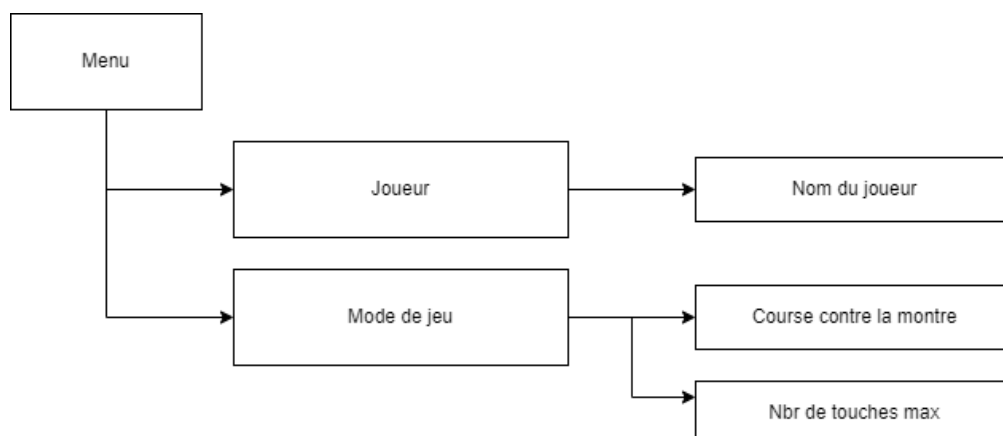 Menu
Joueur
Nom du joueur
Mode de jeu
Course contre la montre
Nbr de touches max